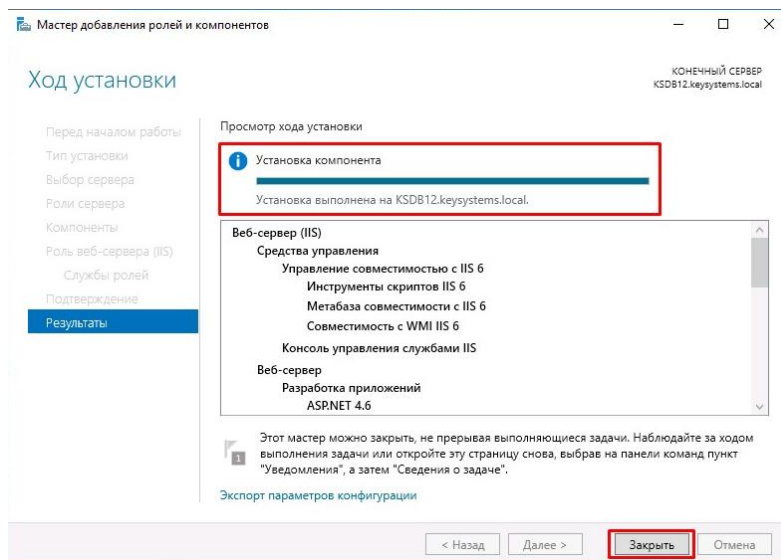 Мастер добавления ролей и компонентов
Ход установки
КОНЕЧНЫЙ СЕРВЕР
KSDB12.keysystems.local
Перед началом работы
Тип установки
Выбор сервера
Роли сервера
Компоненты
Роль веб-сервера (IIS)
Службы ролей
Подтверждение
Результаты
Просмотр хода установки
Установка компонента
Установка выполнена на KSDB12.keysystems.local.
Веб-сервер (IIS)
Средства управления
Управление совместимостью с IIS 6
Инструменты скриптов IIS 6
Метабаза совместимости с IIS 6
Совместимость с WMI IIS 6
Консоль управления службами IIS
Веб-сервер
Разработка приложений
ASP.NET 4.6
1
Этот мастер можно закрыть, не прерывая выполняющиеся задачи. Наблюдайте за ходом
выполнения задачи или откройте эту страницу снова, выбрав на панели команд пункт
"Уведомления", а затем "Сведения о задаче".
Экспорт параметров конфигурации
< Назад
Далее >
Закрыть
Отмена